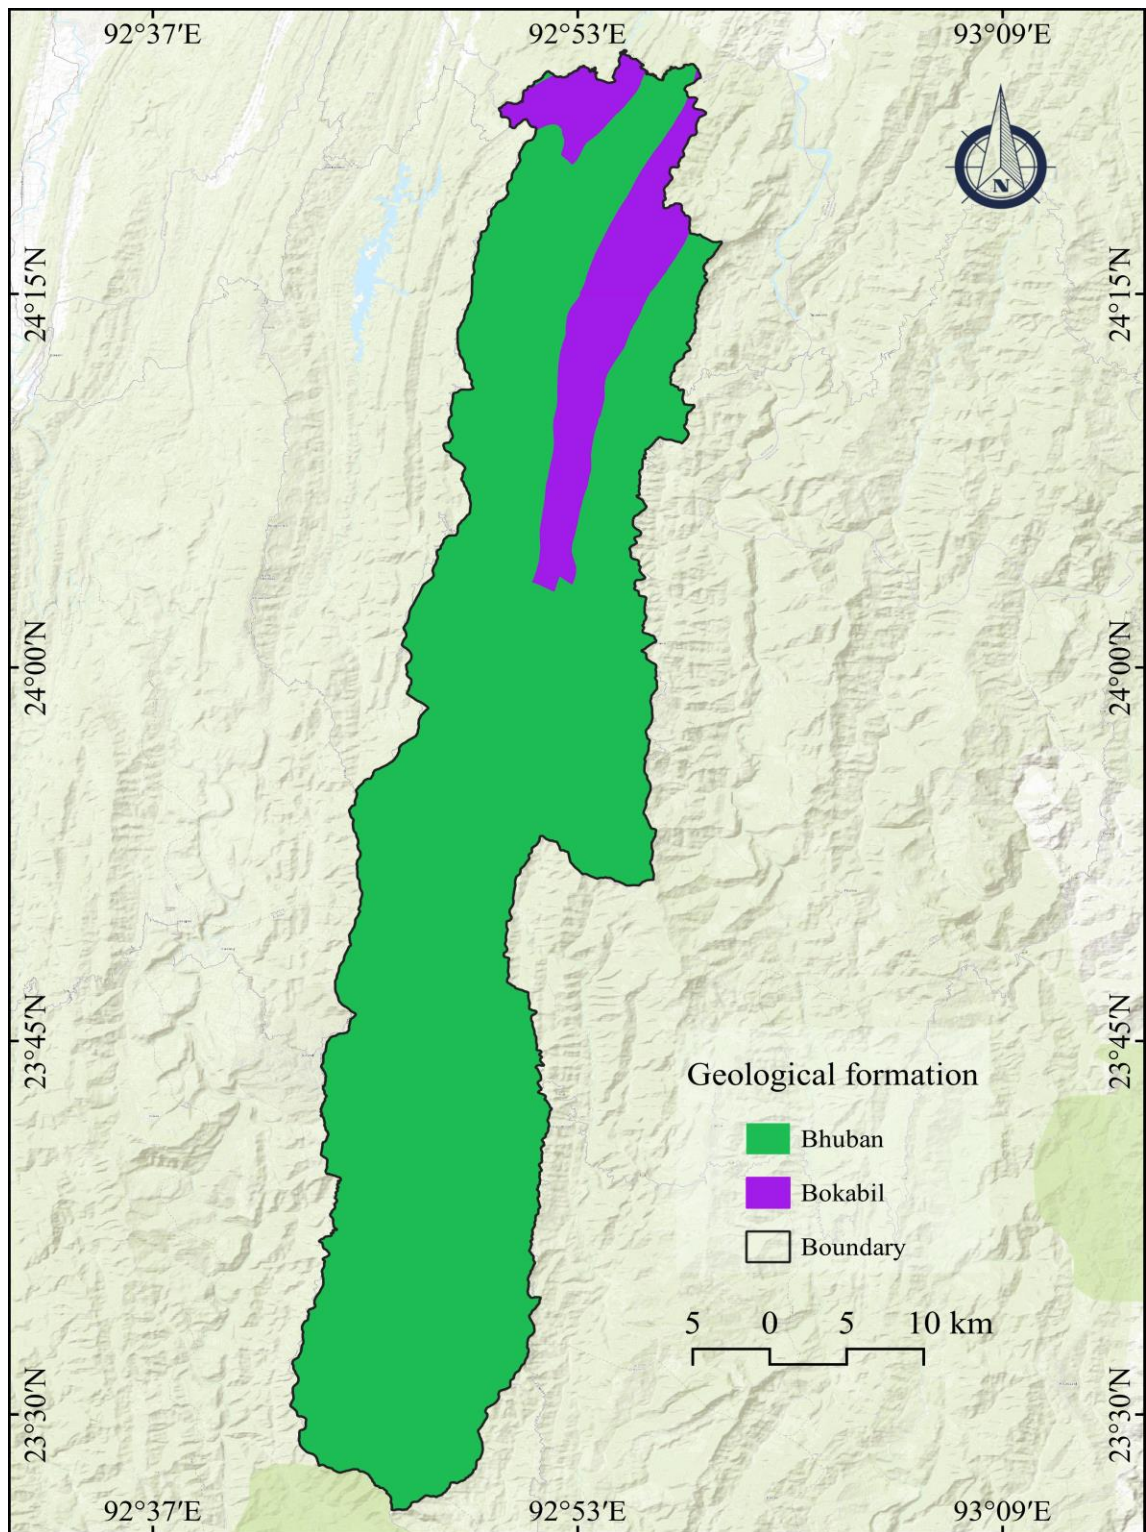 92°37'E 92°53'E 93°09'E
N
24°15'N 24°15'N
24°00'N 24°00'N
23°45'N 23°45'N
Geological formation
Bhuban
Bokabil
Boundary
5 0 5 10 km
23°30'N 23°30'N
92°37'E 92°53'E 93°09'E